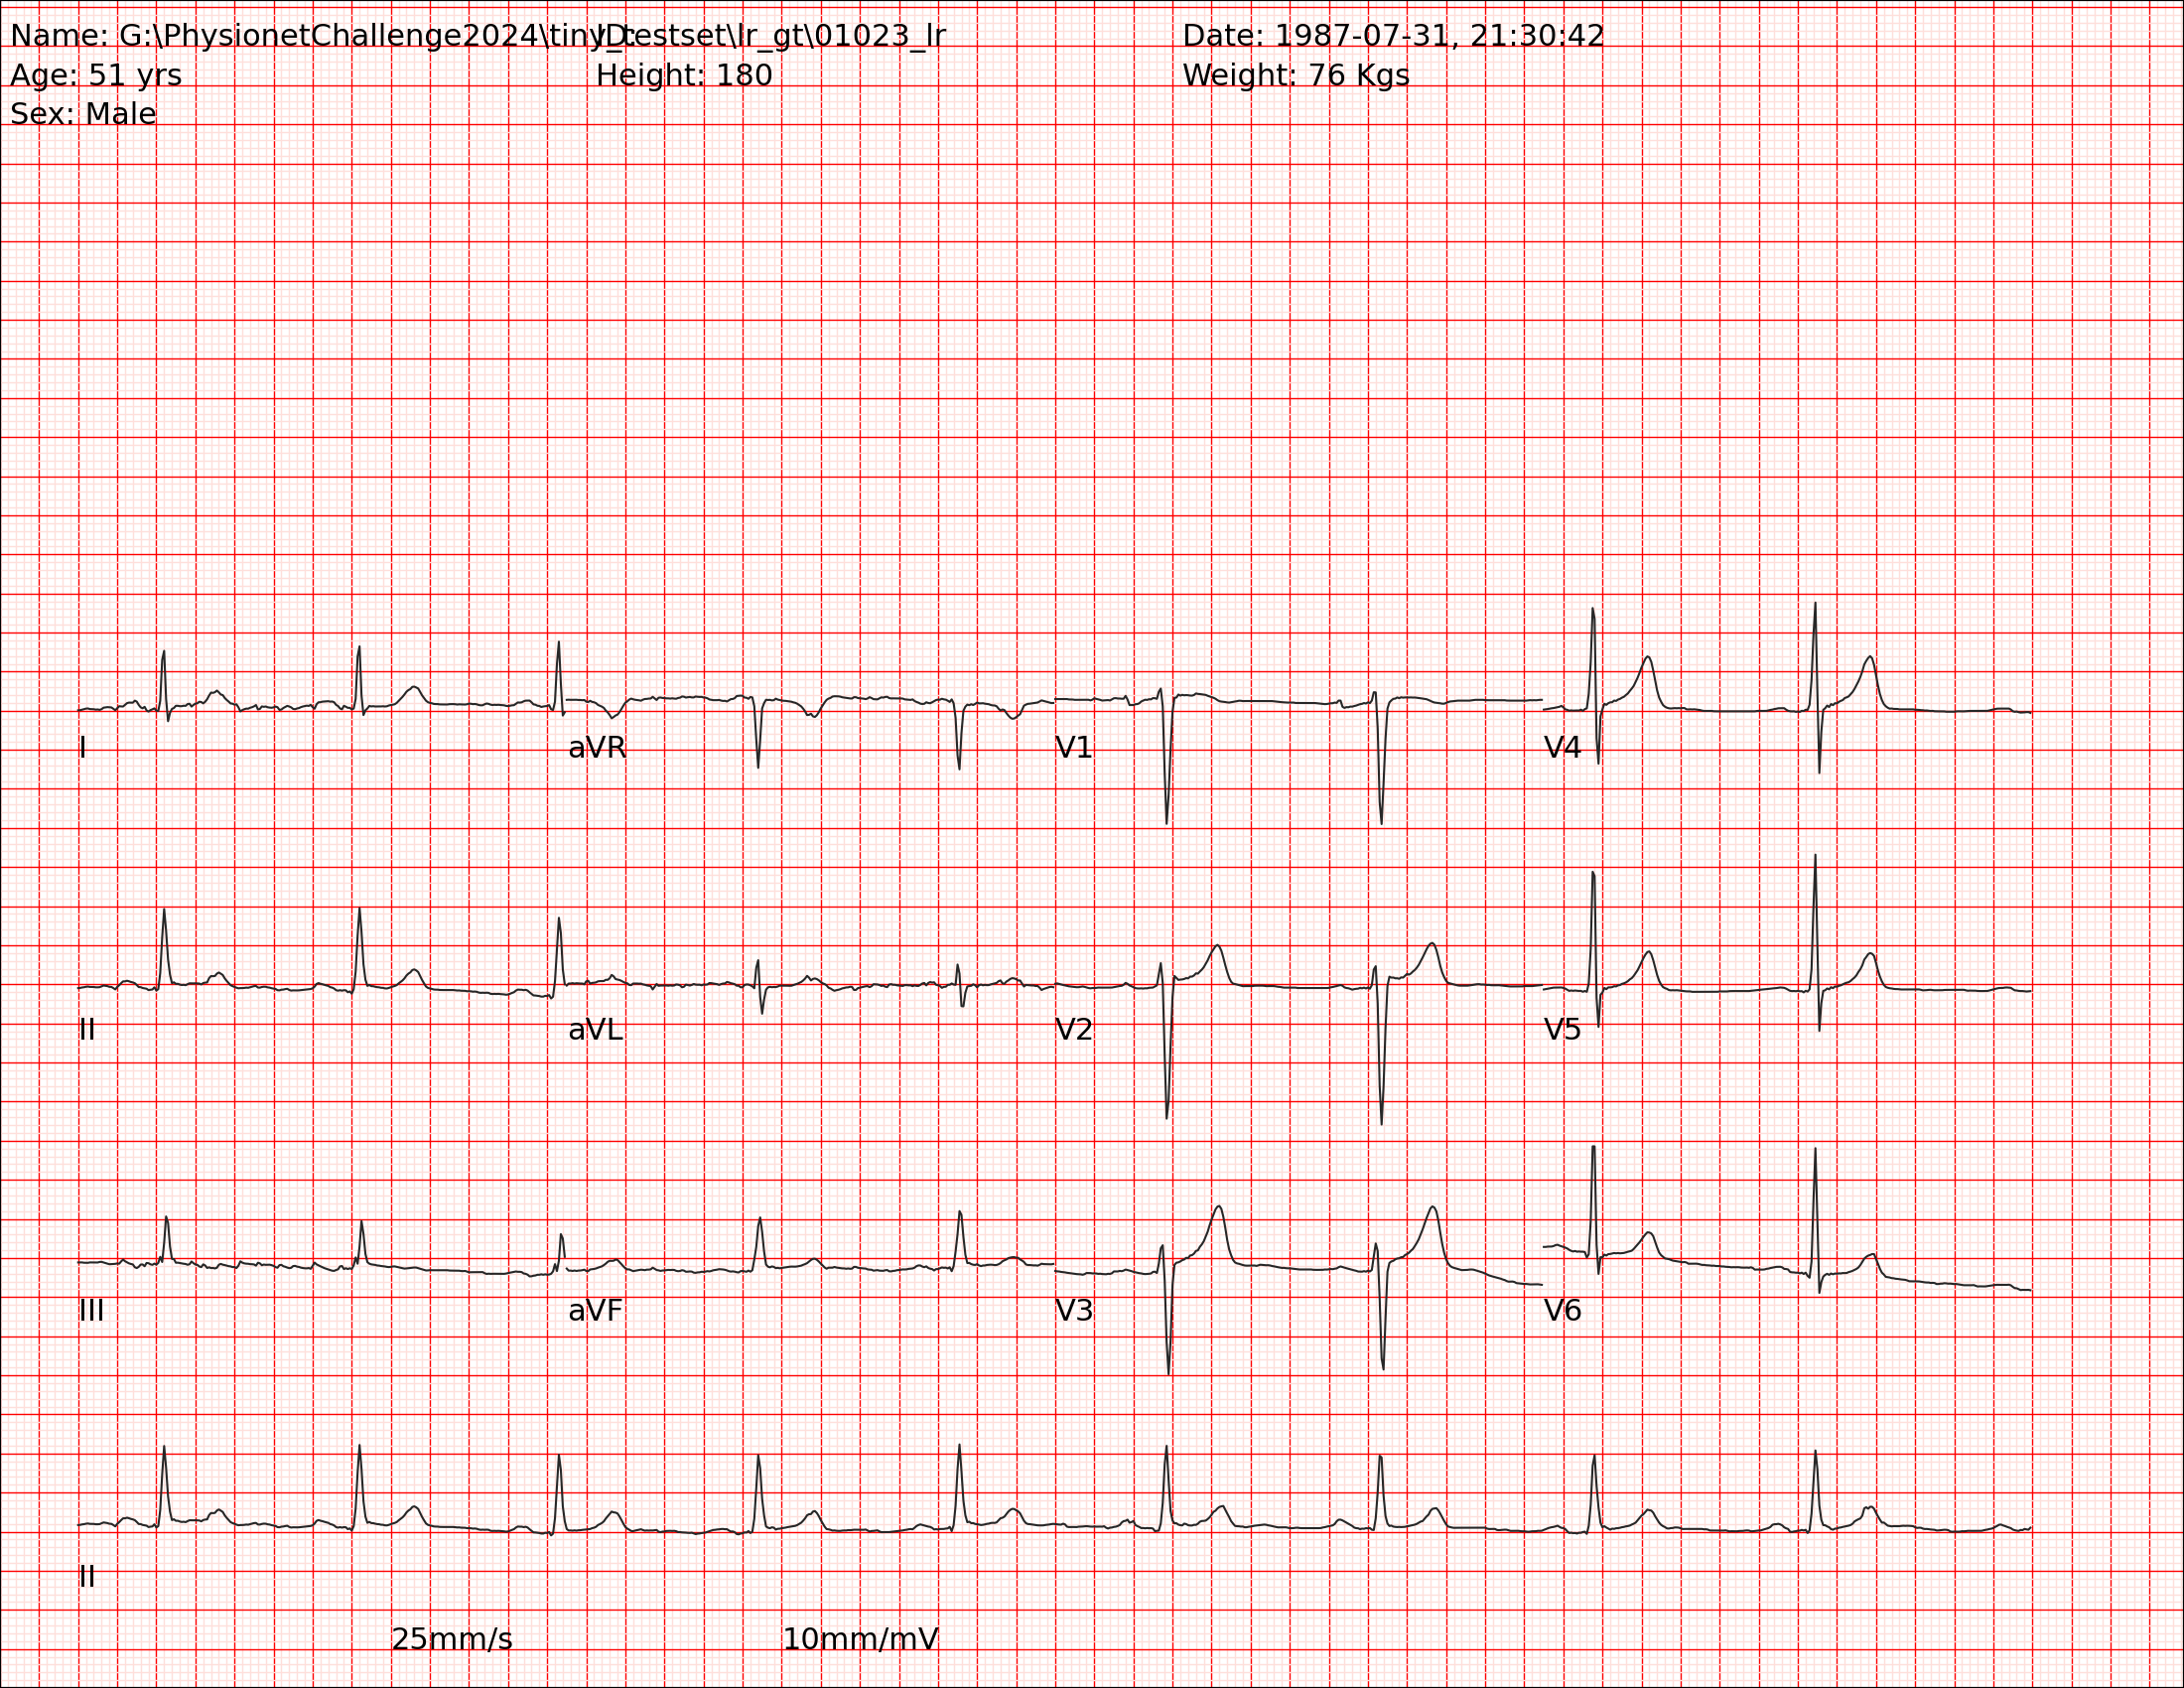 Name: G:\PhysionetChallenge2024\tiny_testset\lr_gt\01023_lr ID: Date: 1987-07-31, 21:30:42
Age: 51 yrs Height: 180 Weight: 76 Kgs
Sex: Male
I aVR V1 V4
II aVL V2 V5
III aVF V3 V6
II
25mm/s 10mm/mV